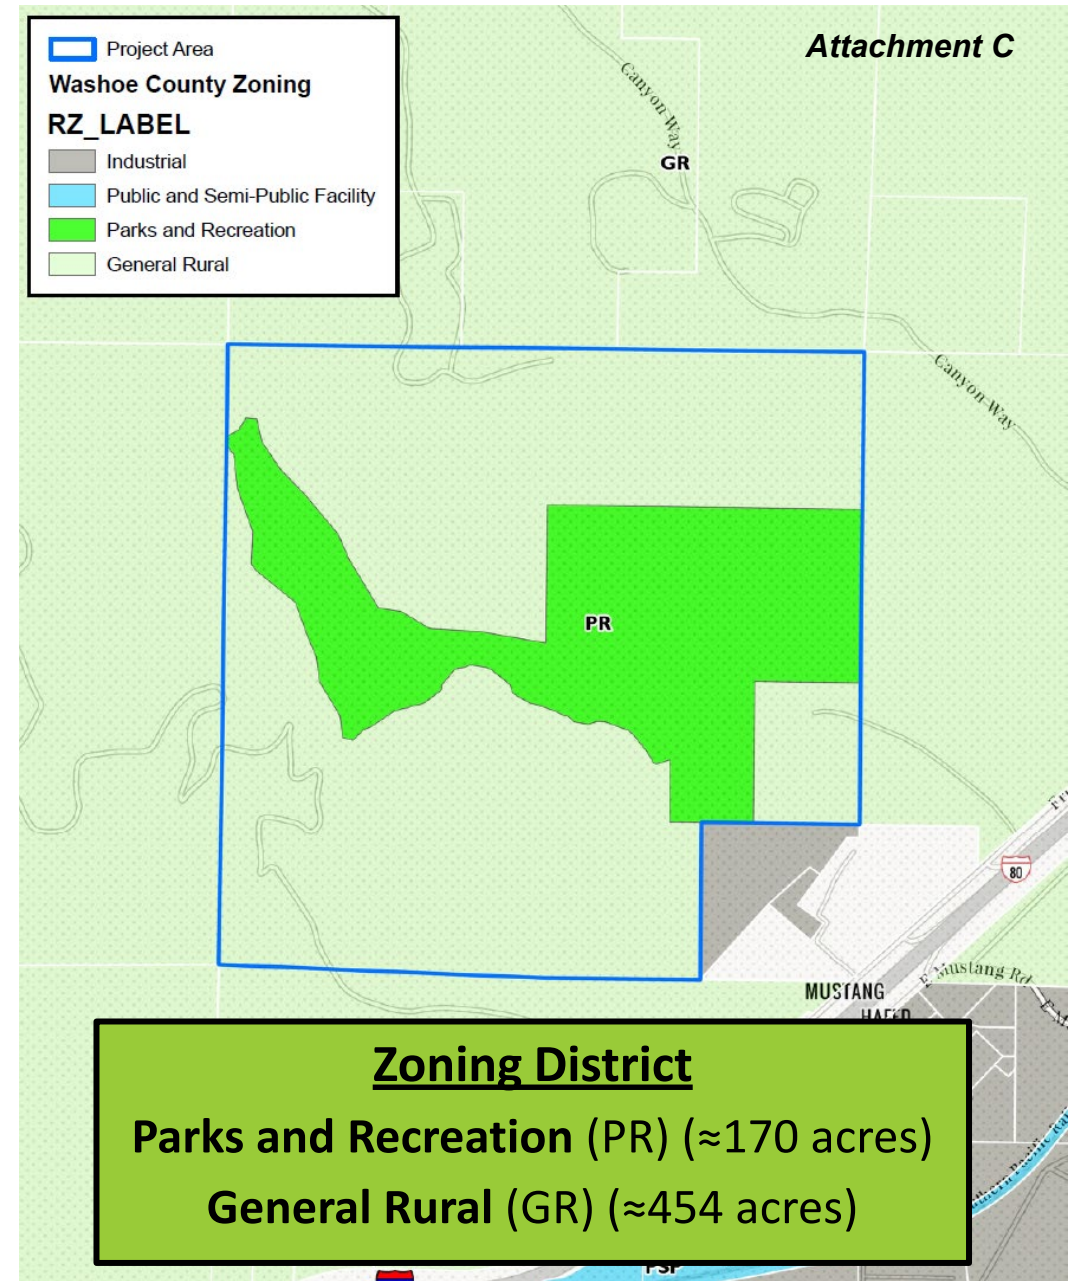 Attachment C
Project Area
Washoe County Zoning
RZ_LABEL
Industrial
Public and Semi-Public Facility
Parks and Recreation
General Rural
Canyon Way
GR
Canyon Way
PR
80
E Mustang Rd
MUSTANG
Zoning District
Parks and Recreation (PR) (≈170 acres)
General Rural (GR) (≈454 acres)
PSP